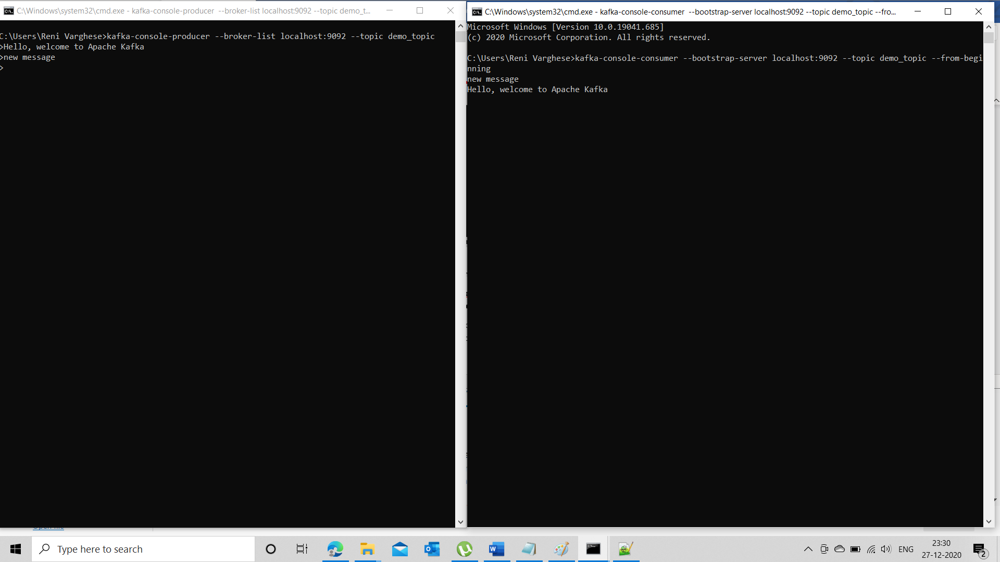 C:\Windows\system32\cmd.exe - kafka-console-producer  --broker-list localhost:9092 --topic demo_t...
C:\Users\Reni Varghese>kafka-console-producer --broker-list localhost:9092 --topic demo_topic
>Hello, welcome to Apache Kafka
>new message
>
C:\Windows\system32\cmd.exe - kafka-console-consumer  --bootstrap-server localhost:9092 --topic demo_topic --fro...
Microsoft Windows [Version 10.0.19041.685]
(c) 2020 Microsoft Corporation. All rights reserved.
C:\Users\Reni Varghese>kafka-console-consumer --bootstrap-server localhost:9092 --topic demo_topic --from-begi
nning
new message
Hello, welcome to Apache Kafka
Type here to search
ENG
23:30
27-12-2020
2